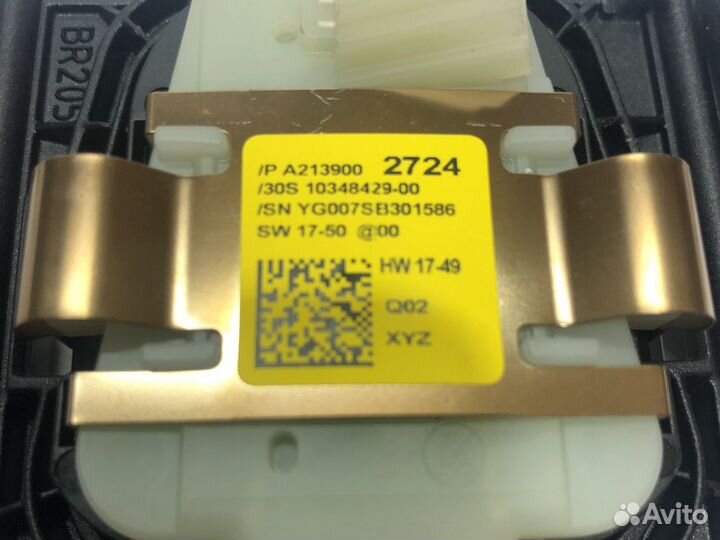 BR205
/P A213900 2724
/30S 10348429-00
/SN YG007SB301586
SW 17-50 @00
HW 17-49
Q02
XYZ
Avito